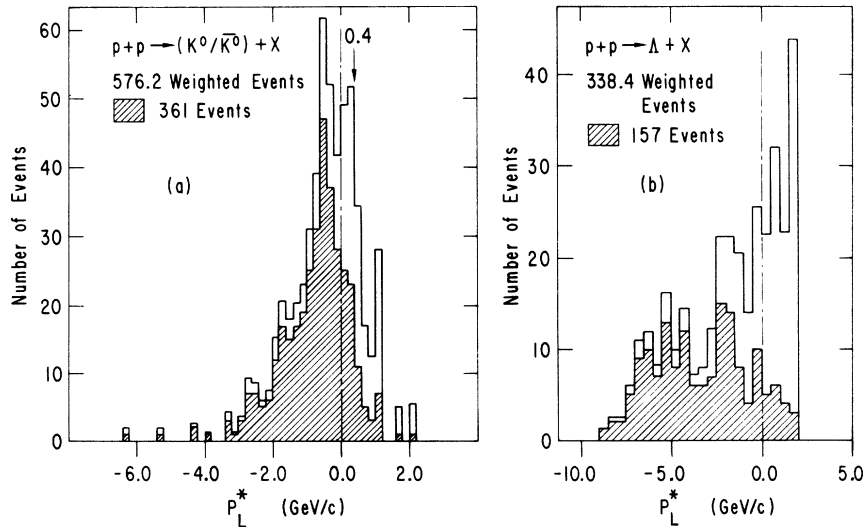 60
50
40
30
20
10
0
Number of Events
p+p → (K⁰/K̅⁰) + X
576.2 Weighted Events
361 Events
(a)
0.4
-6.0 -4.0 -2.0 0.0 2.0
P*L (GeV/c)
40
30
20
10
0
Number of Events
p+p → Λ + X
338.4 Weighted
Events
157 Events
(b)
-10.0 -5.0 0.0 5.0
P*L (GeV/c)